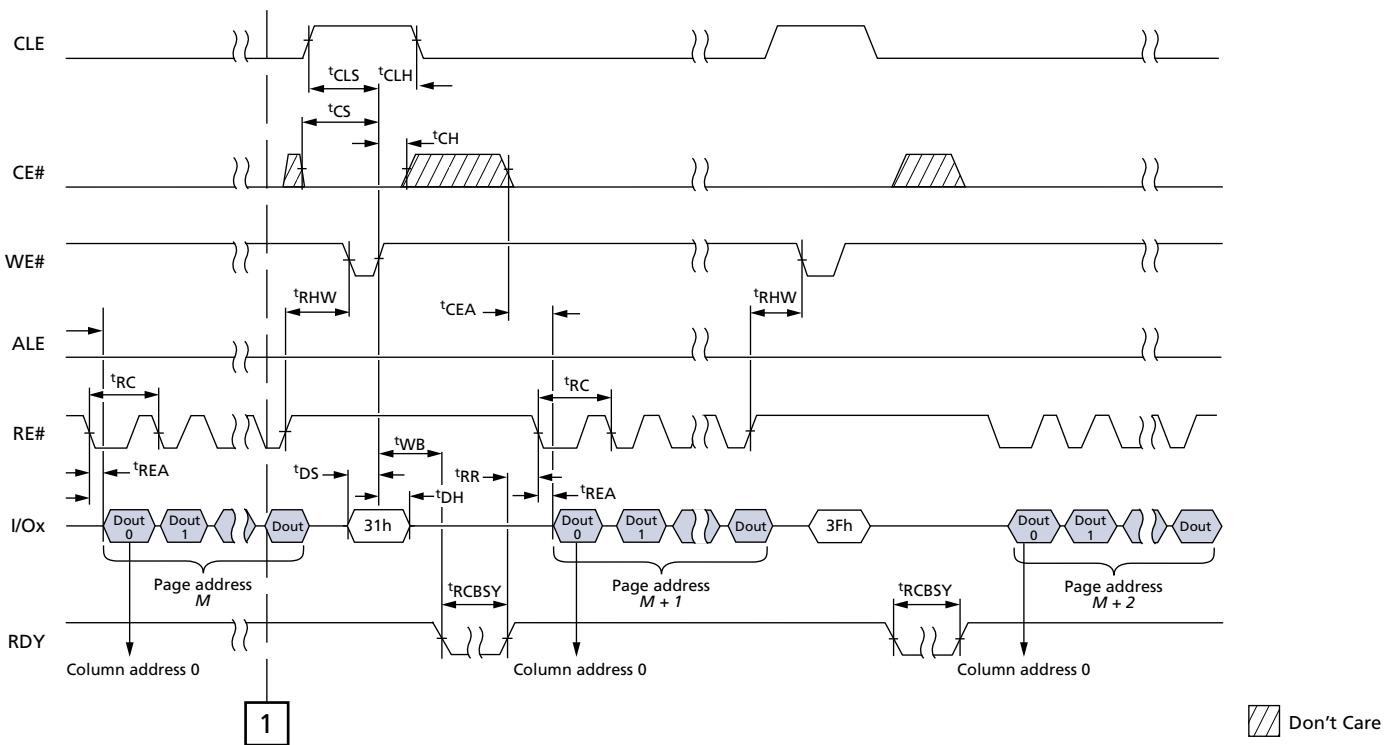 CLE
tCLS
tCLH
tCS
tCH
CE#
WE#
tRHW
tCEA
tRHW
ALE
tRC
tRC
RE#
tWB
tREA
tDS
tRR
tDH
tREA
I/Ox
Dout 0
Dout 1
Dout
31h
Dout 0
Dout 1
Dout
3Fh
Dout 0
Dout 1
Dout
Page address
M
tRCBSY
Page address
M + 1
tRCBSY
Page address
M + 2
RDY
Column address 0
Column address 0
Column address 0
1
Don't Care